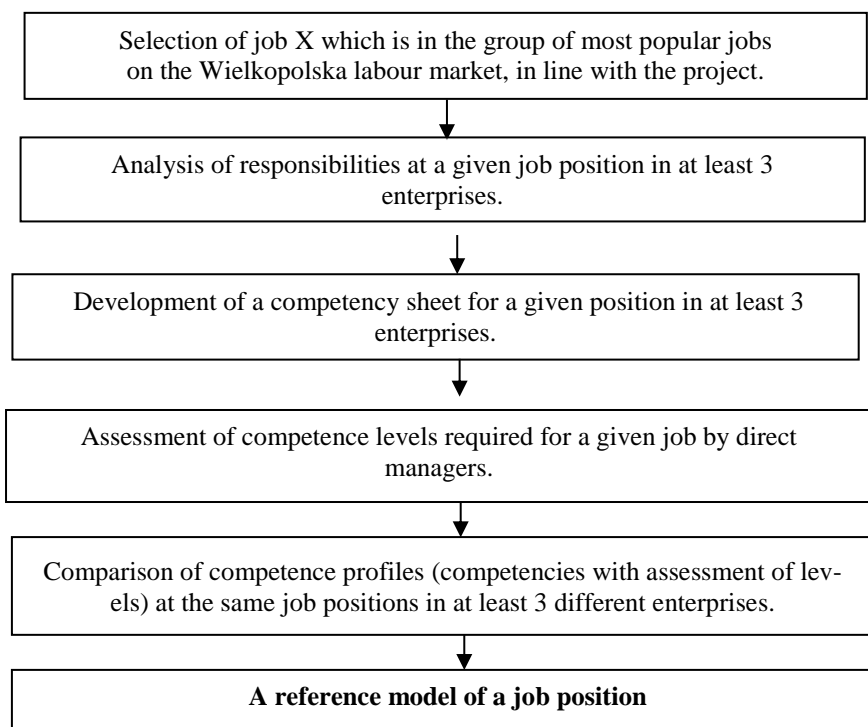 Selection of job X which is in the group of most popular jobs
on the Wielkopolska labour market, in line with the project.
Analysis of responsibilities at a given job position in at least 3
enterprises.
Development of a competency sheet for a given position in at least 3
enterprises.
Assessment of competence levels required for a given job by direct
managers.
Comparison of competence profiles (competencies with assessment of lev-
els) at the same job positions in at least 3 different enterprises.
A reference model of a job position